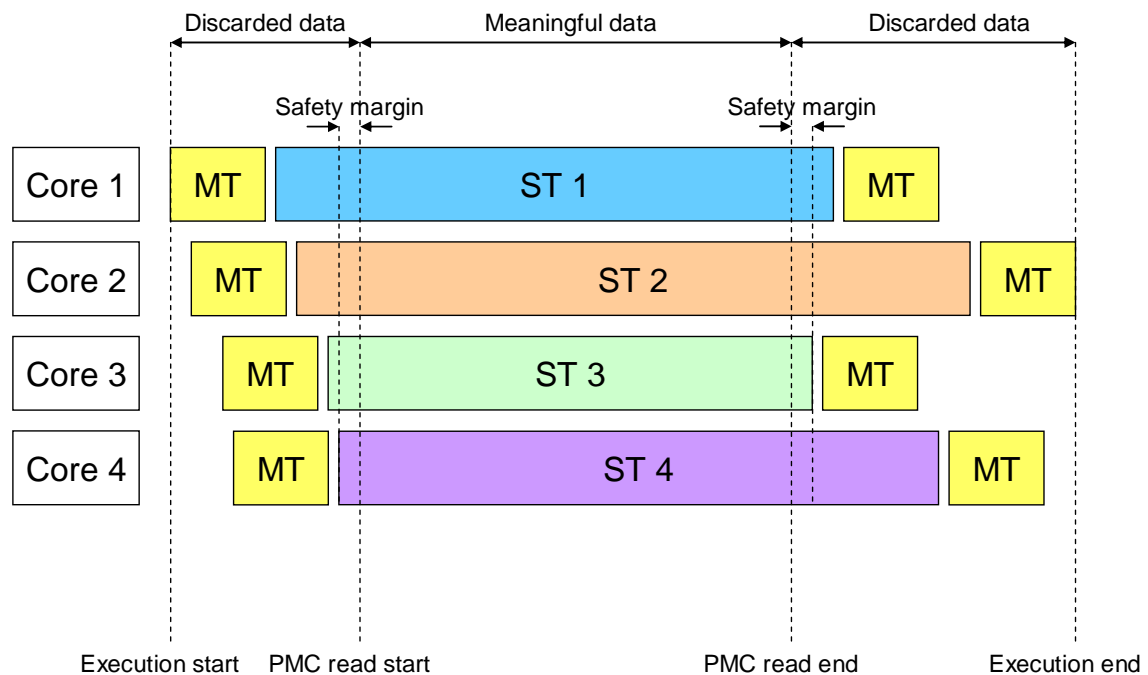 Discarded data Meaningful data Discarded data
Safety margin Safety margin
Core 1 MT ST 1 MT
Core 2 MT ST 2 MT
Core 3 MT ST 3 MT
Core 4 MT ST 4 MT
Execution start PMC read start PMC read end Execution end